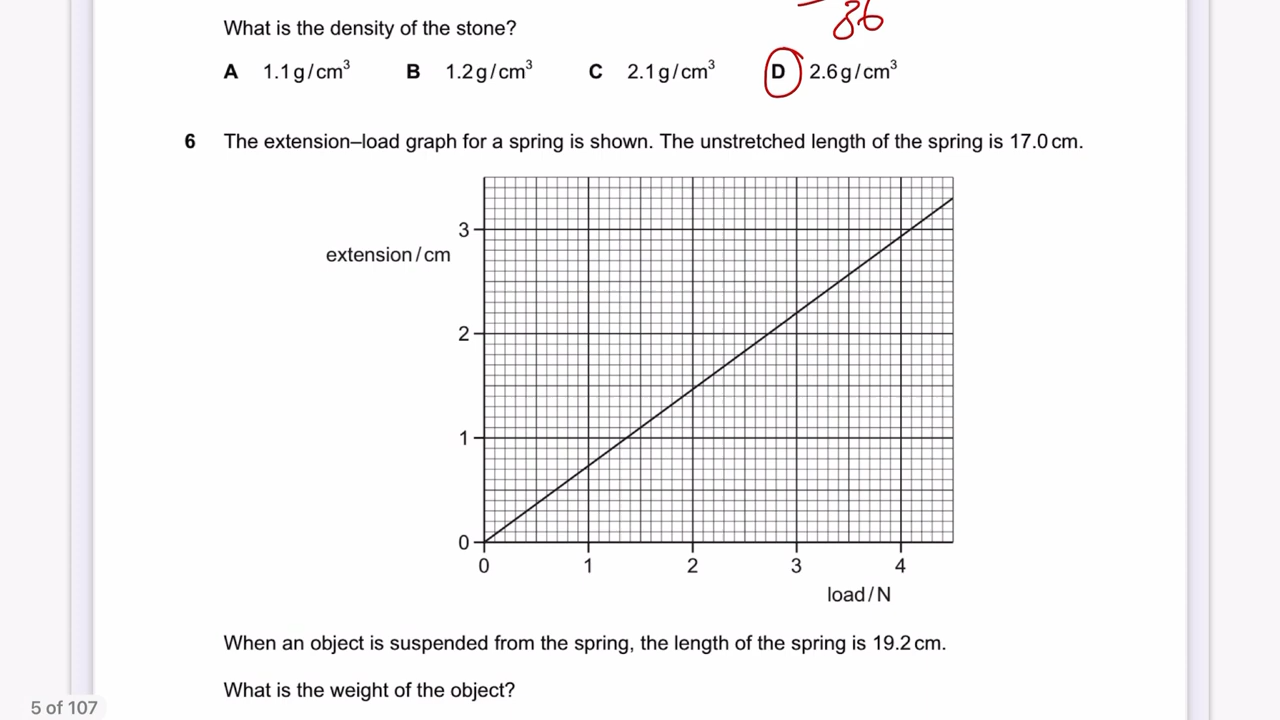 86
What is the density of the stone?
A 1.1 g / cm³ B 1.2 g / cm³ C 2.1 g / cm³ D 2.6 g / cm³
6 The extension–load graph for a spring is shown. The unstretched length of the spring is 17.0 cm.
3
extension / cm
2
1
0
0 1 2 3 4
load / N
When an object is suspended from the spring, the length of the spring is 19.2 cm.
What is the weight of the object?
5 of 107